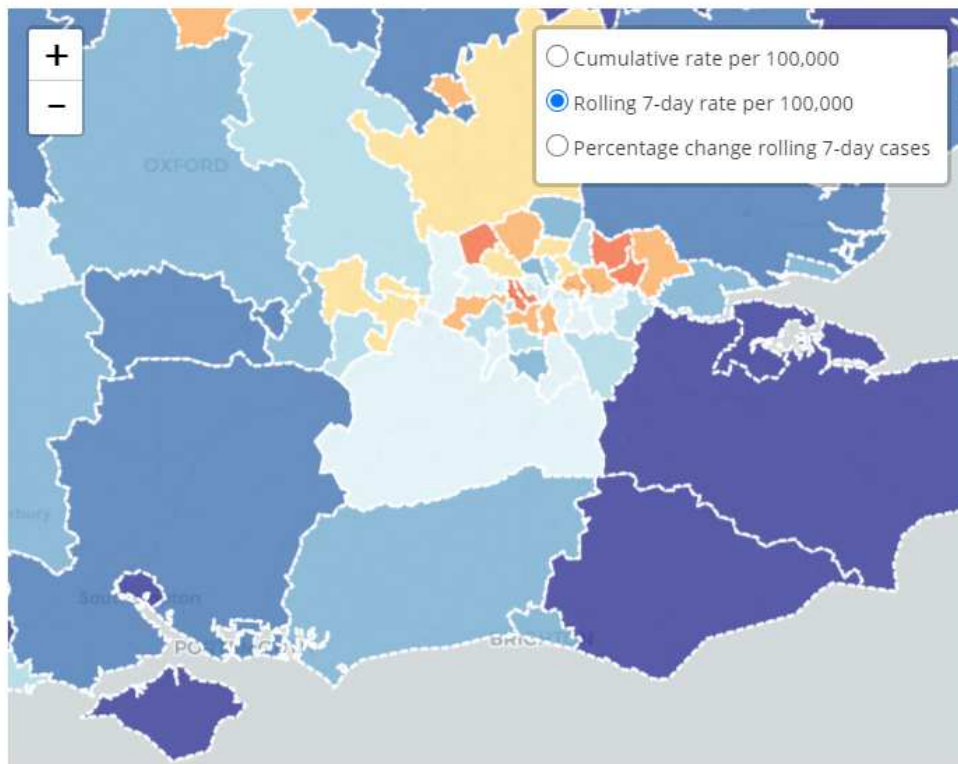 +
−
Cumulative rate per 100,000
Rolling 7-day rate per 100,000
Percentage change rolling 7-day cases
OXFORD
BRIGHTON